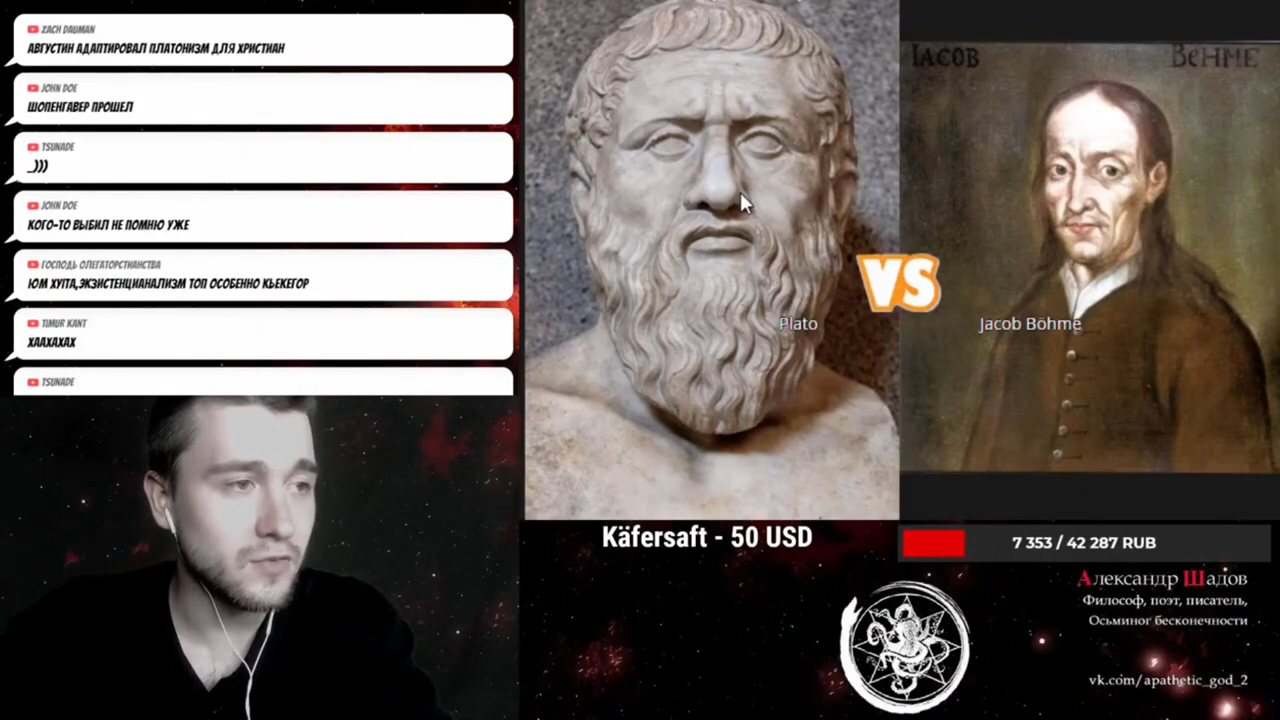 ZACH DAUMAN
АВГУСТИН АДАПТИРОВАЛ ПЛАТОНИЗМ ДЛЯ ХРИСТИАН
JOHN DOE
ШОПЕНГАВЕР ПРОШЕЛ
TSUNADE
_)))
JOHN DOE
КОГО-ТО ВЫБИЛ НЕ ПОМНЮ УЖЕ
ГОСПОДЬ ОЛЕГАТОРСТИАНСТВА
ЮМ ХУІТА,ЭКЗИСТЕНЦИАНАЛИЗМ ТОП ОСОБЕННО КЬЕКЕГОР
TIMUR KANT
ХААХАХАХ
TSUNADE
IACOB BEHME
VS
Plato
Jacob Böhme
Käfersaft - 50 USD
7 353 / 42 287 RUB
Александр Шадов
Философ, поэт, писатель,
Осьминог бесконечности
vk.com/apathetic_god_2